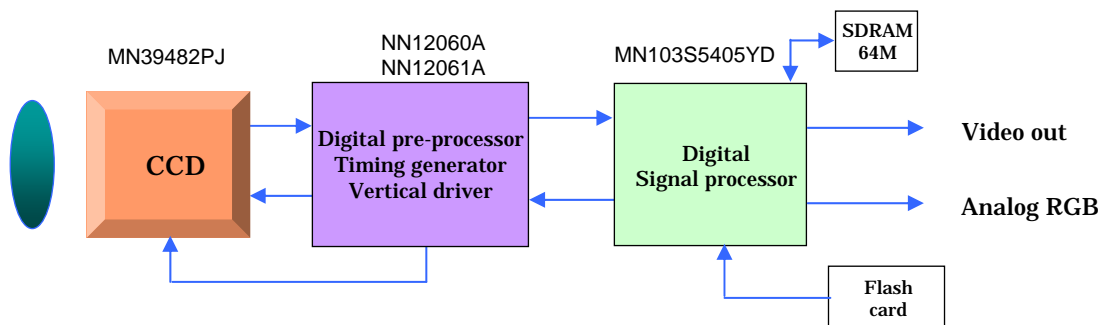 MN39482PJ
NN12060A
NN12061A
MN103S5405YD
SDRAM
64M
CCD
Digital pre-processor
Timing generator
Vertical driver
Digital
Signal processor
Video out
Analog RGB
Flash
card